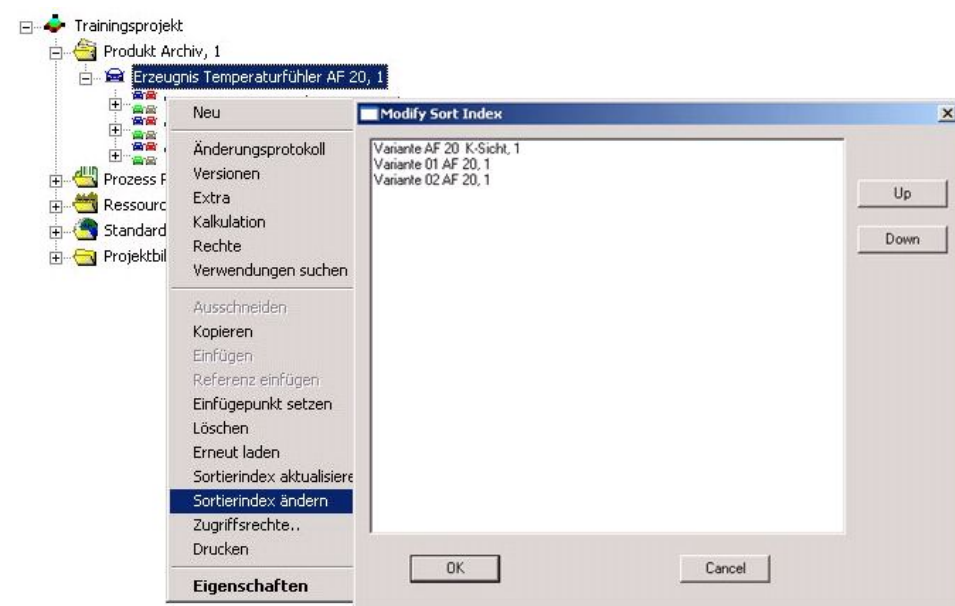 Trainingsprojekt
Produkt Archiv, 1
Erzeugnis Temperaturfühler AF 20, 1
Prozess
Ressourc
Standard
Projektbil
Neu
Änderungsprotokoll
Versionen
Extra
Kalkulation
Rechte
Verwendungen suchen
Ausschneiden
Kopieren
Einfügen
Referenz einfügen
Einfügepunkt setzen
Löschen
Erneut laden
Sortierindex aktualisiere
Sortierindex ändern
Zugriffsrechte..
Drucken
Eigenschaften
Modify Sort Index
Variante AF 20 K-Sicht, 1
Variante 01 AF 20, 1
Variante 02 AF 20, 1
Up
Down
OK
Cancel